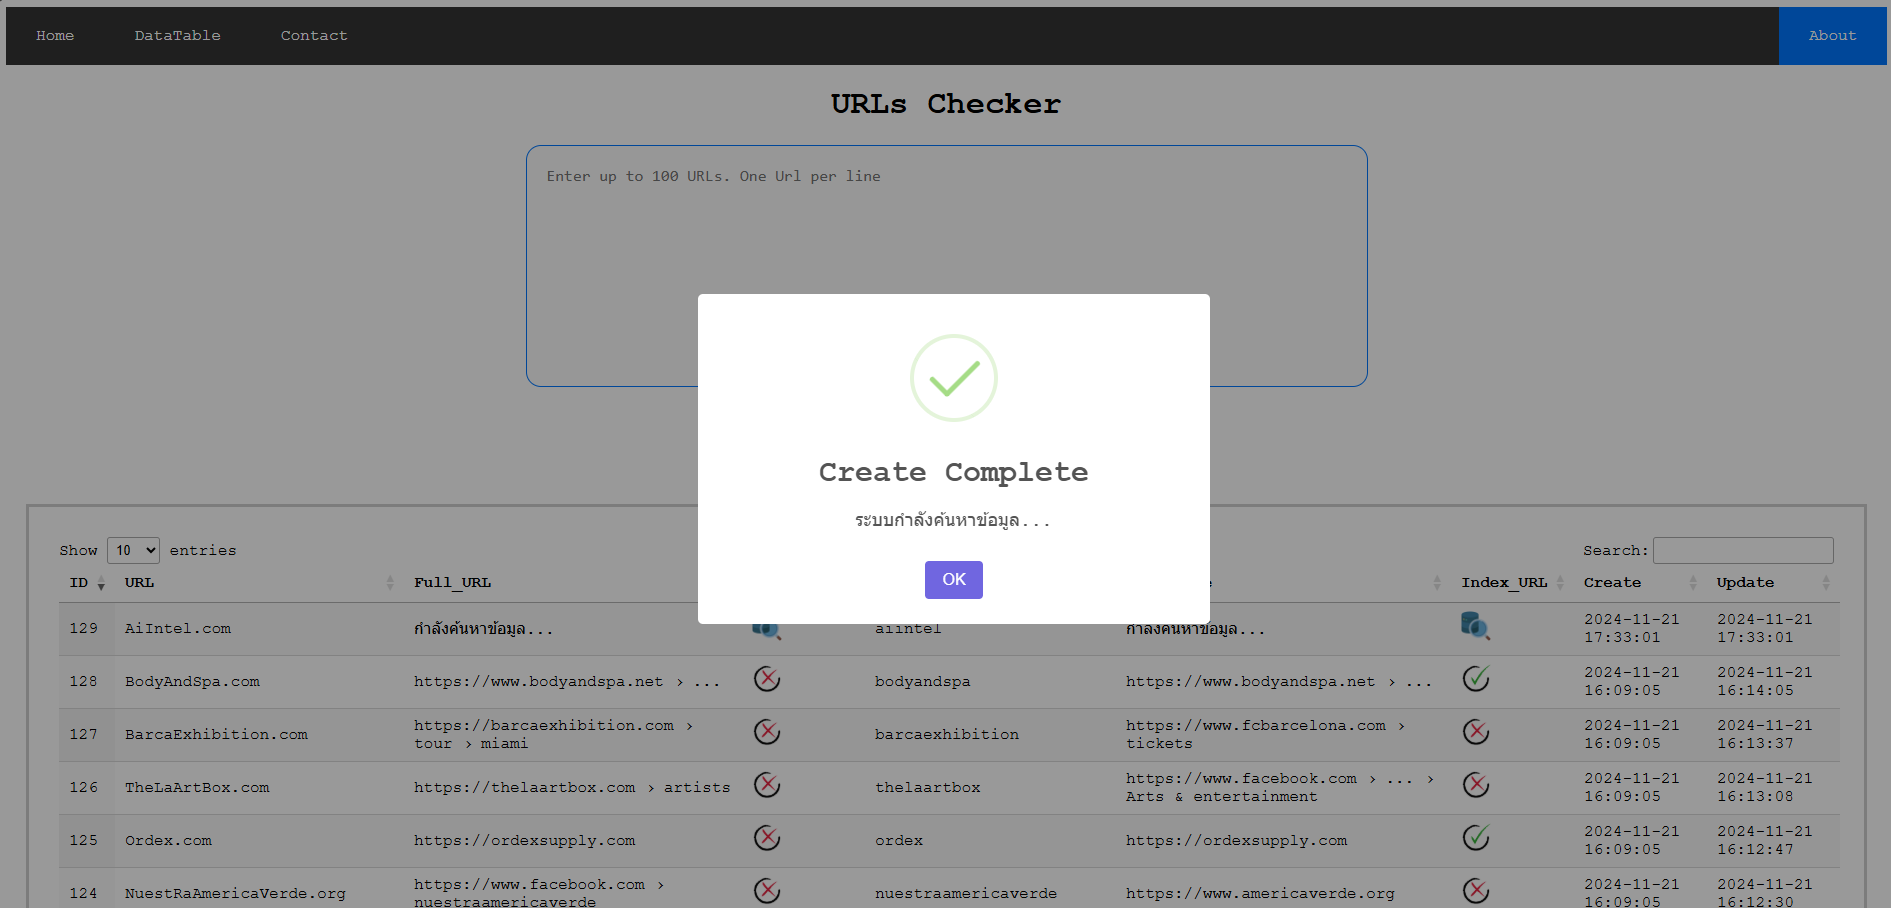 Home DataTable Contact About
URLs Checker
Enter up to 100 URLs. One Url per line
Create Complete
ระบบกำลังค้นหาข้อมูล...
OK
Show 10 entries Search:
ID URL Full_URL Index_URL Create Update
129 AiIntel.com กำลังค้นหาข้อมูล... aiintel กำลังค้นหาข้อมูล... 2024-11-21 17:33:01 2024-11-21 17:33:01
128 BodyAndSpa.com https://www.bodyandspa.net › ... bodyandspa https://www.bodyandspa.net › ... 2024-11-21 16:09:05 2024-11-21 16:14:05
127 BarcaExhibition.com https://barcaexhibition.com › tour › miami barcaexhibition https://www.fcbarcelona.com › tickets 2024-11-21 16:09:05 2024-11-21 16:13:37
126 TheLaArtBox.com https://thelaartbox.com › artists thelaartbox https://www.facebook.com › ... › Arts & entertainment 2024-11-21 16:09:05 2024-11-21 16:13:08
125 Ordex.com https://ordexsupply.com ordex https://ordexsupply.com 2024-11-21 16:09:05 2024-11-21 16:12:47
124 NuestRaAmericaVerde.org https://www.facebook.com › nuestraamericaverde nuestraamericaverde https://www.americaverde.org 2024-11-21 16:09:05 2024-11-21 16:12:30